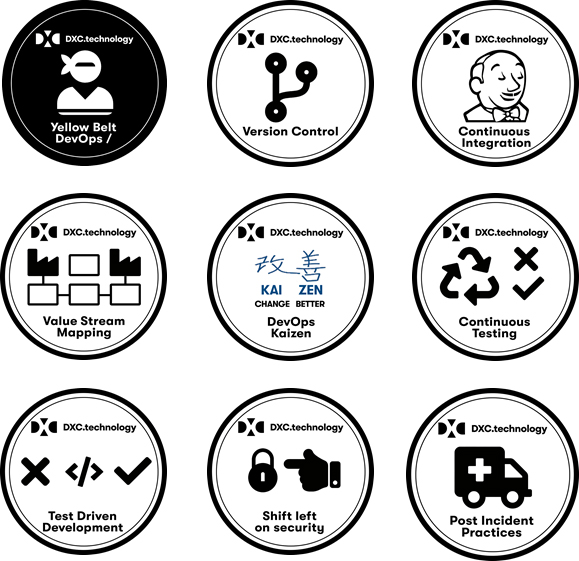 DXC.technology
Yellow Belt
DevOps /
DXC.technology
Version Control
DXC.technology
Continuous
Integration
DXC.technology
Value Stream
Mapping
DXC.technology
改善
KAI ZEN
CHANGE BETTER
DevOps
Kaizen
DXC.technology
Continuous
Testing
DXC.technology
</>
Test Driven
Development
DXC.technology
Shift left
on security
DXC.technology
Post Incident
Practices